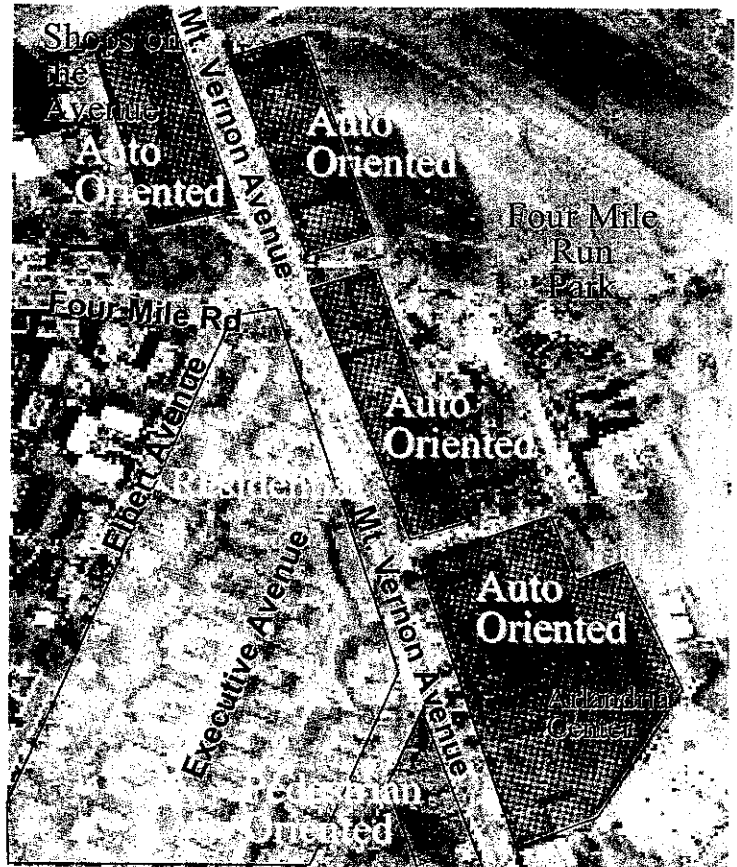 Shops on
the
Avenue
Mt. Vernon Avenue
Auto
Oriented
Auto
Oriented
Four Mile
Run
Park
Four Mile Rd
Elbert Avenue
Auto
Oriented
Residential
Executive Avenue
Mt. Vernon Avenue
Auto
Oriented
Arlandria
Center
Pedestrian
Oriented